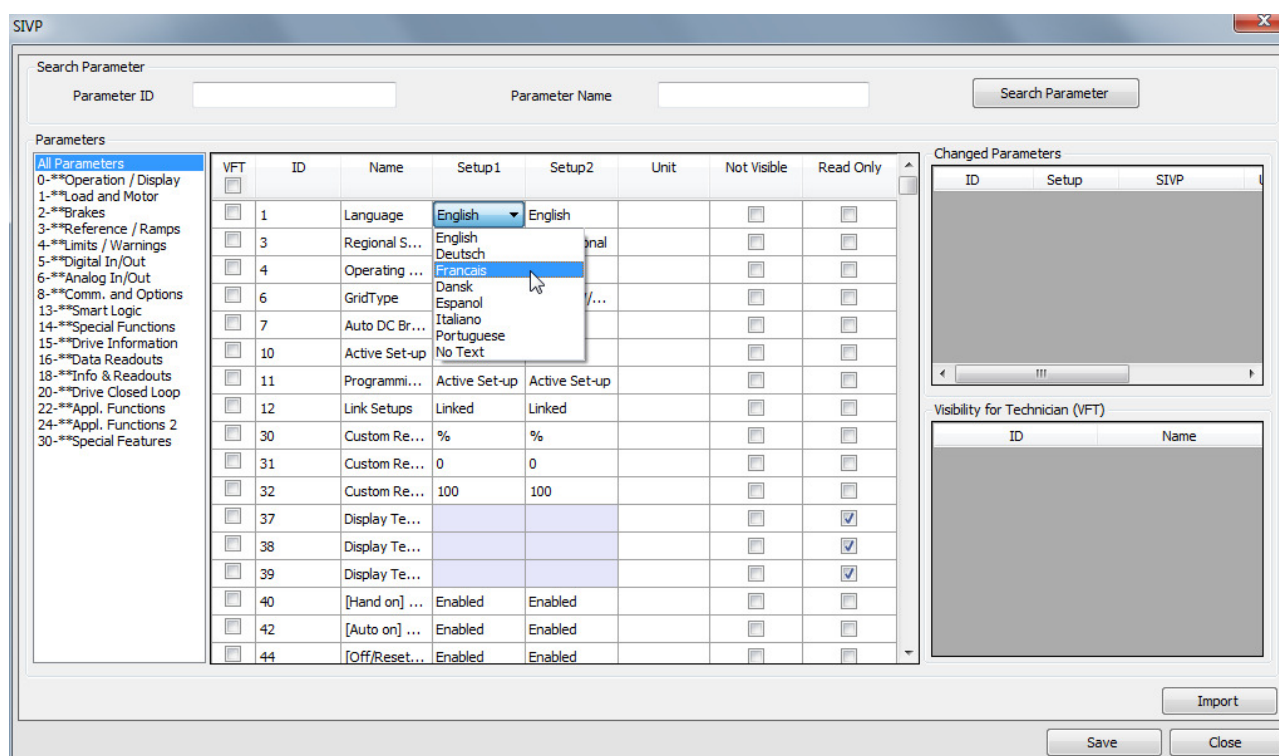 SIVP
Search Parameter
Parameter ID Parameter Name Search Parameter
Parameters
All Parameters
0-**Operation / Display
1-**Load and Motor
2-**Brakes
3-**Reference / Ramps
4-**Limits / Warnings
5-**Digital In/Out
6-**Analog In/Out
8-**Comm. and Options
13-**Smart Logic
14-**Special Functions
15-**Drive Information
16-**Data Readouts
18-**Info & Readouts
20-**Drive Closed Loop
22-**Appl. Functions
24-**Appl. Functions 2
30-**Special Features
VFT ID Name Setup1 Setup2 Unit Not Visible Read Only
1 Language English English
3 Regional S... onal
4 Operating ...
6 GridType /...
7 Auto DC Br...
10 Active Set-up
11 Programmi... Active Set-up Active Set-up
12 Link Setups Linked Linked
30 Custom Re... % %
31 Custom Re... 0 0
32 Custom Re... 100 100
37 Display Te...
38 Display Te...
39 Display Te...
40 [Hand on] ... Enabled Enabled
42 [Auto on] ... Enabled Enabled
44 [Off/Reset... Enabled Enabled
English
Deutsch
Francais
Dansk
Espanol
Italiano
Portuguese
No Text
Changed Parameters
ID Setup SIVP
Visibility for Technician (VFT)
ID Name
Import
Save Close